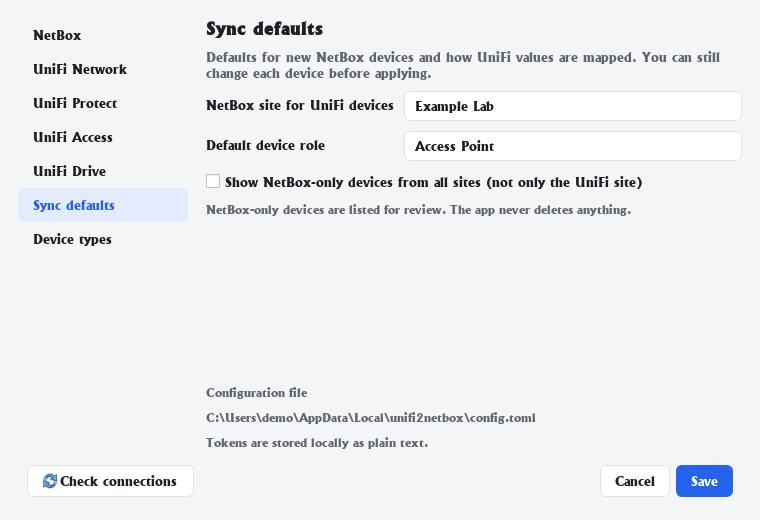 NetBox
UniFi Network
UniFi Protect
UniFi Access
UniFi Drive
Sync defaults
Device types
Sync defaults
Defaults for new NetBox devices and how UniFi values are mapped. You can still
change each device before applying.
NetBox site for UniFi devices
Example Lab
Default device role
Access Point
Show NetBox-only devices from all sites (not only the UniFi site)
NetBox-only devices are listed for review. The app never deletes anything.
Configuration file
C:\Users\demo\AppData\Local\unifi2netbox\config.toml
Tokens are stored locally as plain text.
Check connections
Cancel
Save